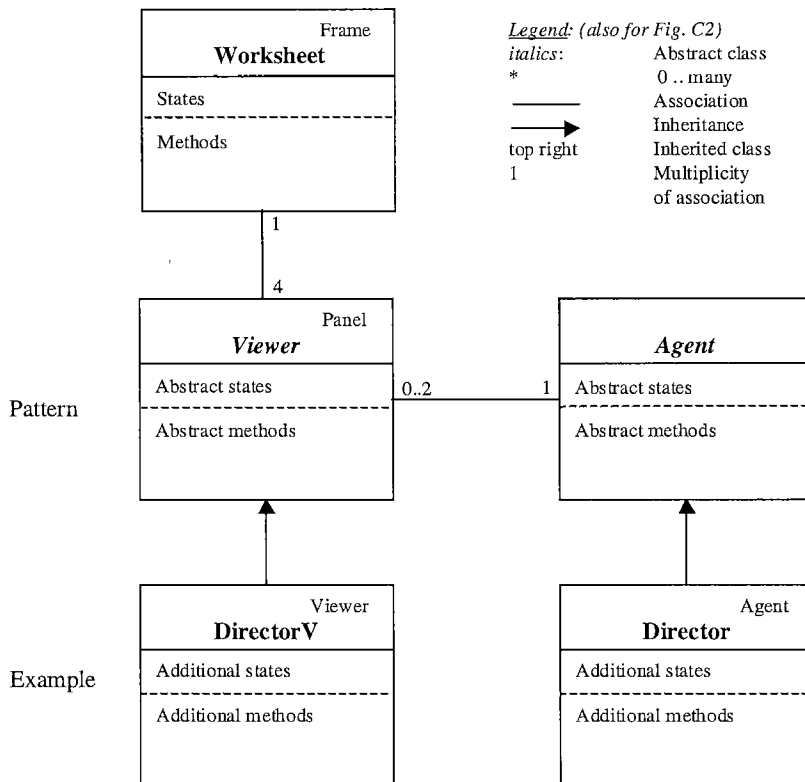 Frame
Worksheet
States
Methods
Legend: (also for Fig. C2)
italics: Abstract class
* 0 .. many
Association
Inheritance
top right Inherited class
1 Multiplicity
of association
1
4
Panel
Viewer
Abstract states
Abstract methods
0..2 1
Agent
Abstract states
Abstract methods
Pattern
Viewer
DirectorV
Additional states
Additional methods
Agent
Director
Additional states
Additional methods
Example